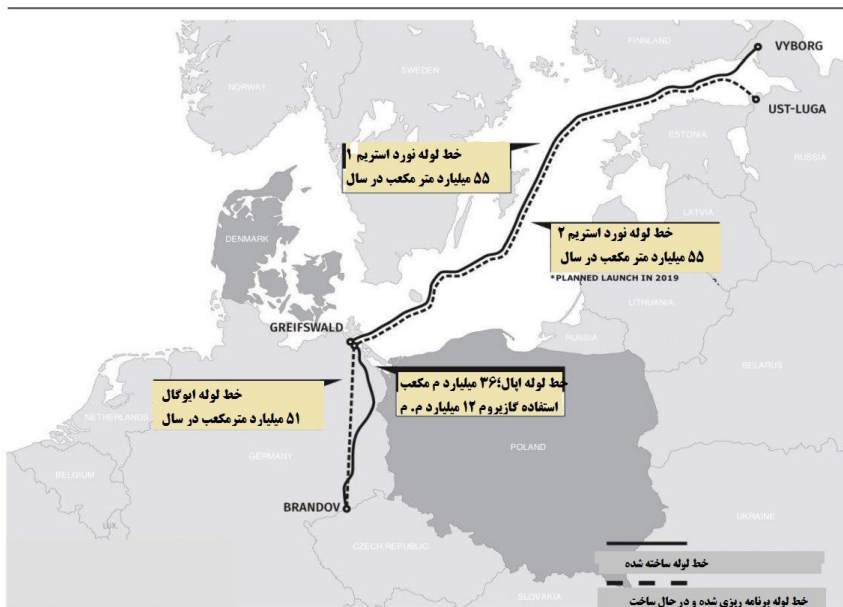 FINNLAND
VYBORG
NORWAY
SWEDEN
UST-LUGA
ESTONIA
RUSSIA
خط لوله نورد استریم ۱
۵۵ میلیارد متر مکعب در سال
LATVIA
DENMARK
خط لوله نورد استریم ۲
۵۵ میلیارد متر مکعب در سال
*PLANNED LAUNCH IN 2019
LITHUANIA
GREIFSWALD
RUSSIA
BELARUS
خط لوله اپال؛۳۶ میلیارد م مکعب
استفاده گازپروم ۱۲ میلیارد م. م
خط لوله ایوگال
۵۱ میلیارد مترمکعب در سال
NETHERLANDS
POLAND
GERMANY
BELGIUM
BRANDOV
UKRAINE
LUX.
CZECH REPUBLIC
خط لوله ساخته شده
SLOVAKIA
خط لوله برنامه ریزی شده و در حال ساخت